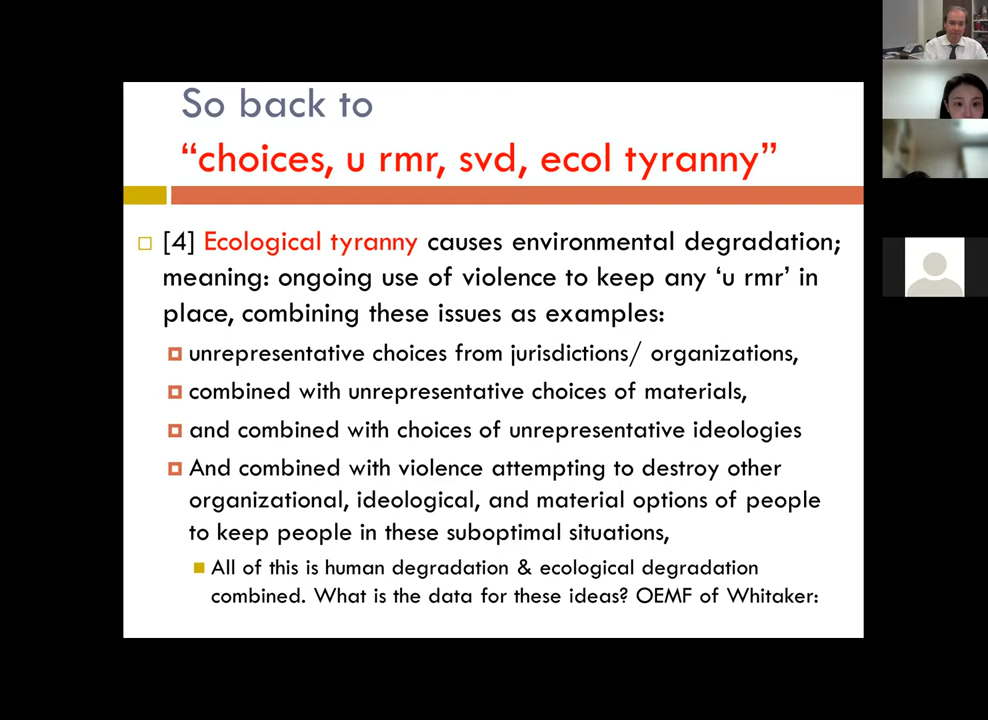 So back to
“choices, u rmr, svd, ecol tyranny”
[4] Ecological tyranny causes environmental degradation;
meaning: ongoing use of violence to keep any ‘u rmr’ in
place, combining these issues as examples:
unrepresentative choices from jurisdictions/ organizations,
combined with unrepresentative choices of materials,
and combined with choices of unrepresentative ideologies
And combined with violence attempting to destroy other
organizational, ideological, and material options of people
to keep people in these suboptimal situations,
All of this is human degradation & ecological degradation
combined. What is the data for these ideas? OEMF of Whitaker: